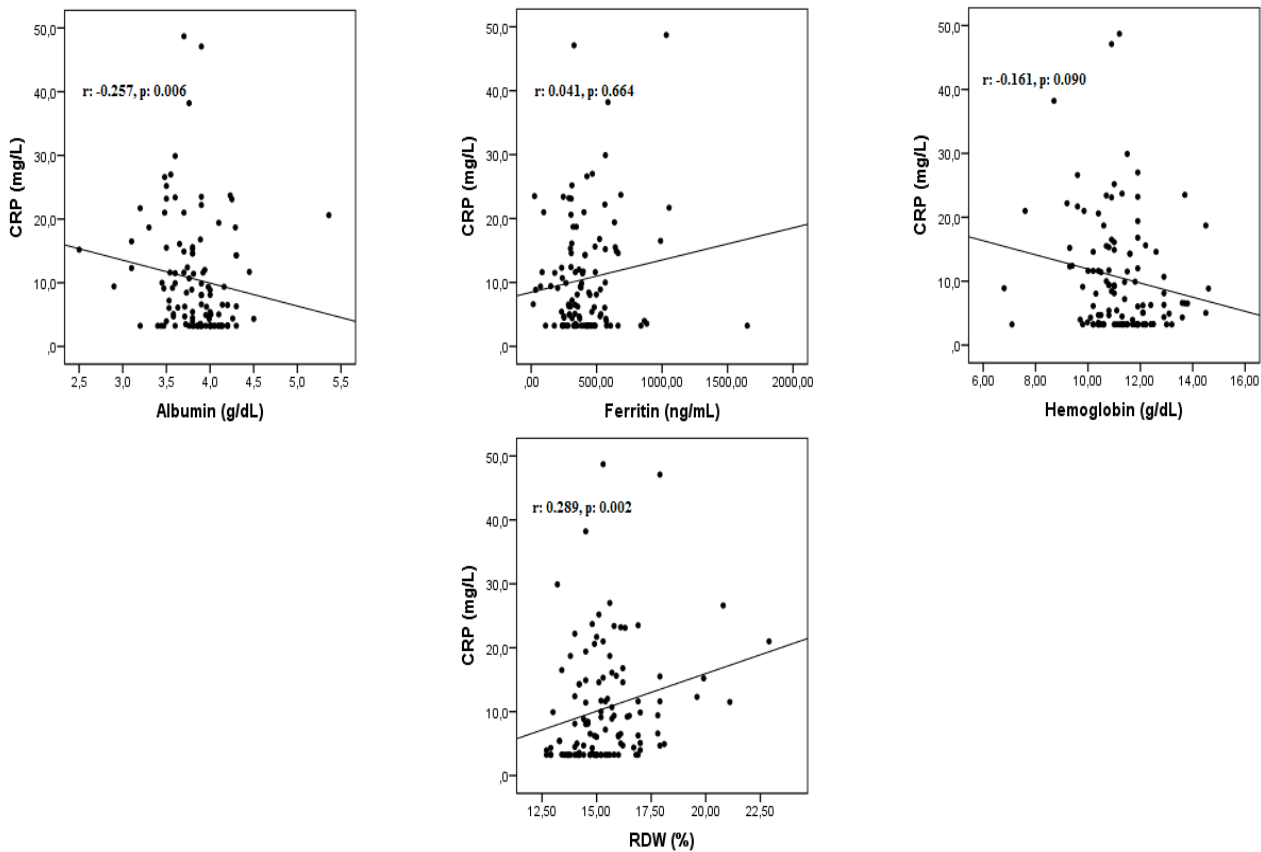 50,0
40,0
30,0
20,0
10,0
,0
CRP (mg/L)
r: -0.257, p: 0.006
2,5 3,0 3,5 4,0 4,5 5,0 5,5
Albumin (g/dL)
50,0
40,0
30,0
20,0
10,0
,0
CRP (mg/L)
r: 0.041, p: 0.664
,00 500,00 1000,00 1500,00 2000,00
Ferritin (ng/mL)
50,0
40,0
30,0
20,0
10,0
,0
CRP (mg/L)
r: -0.161, p: 0.090
6,00 8,00 10,00 12,00 14,00 16,00
Hemoglobin (g/dL)
50,0
40,0
30,0
20,0
10,0
,0
CRP (mg/L)
r: 0.289, p: 0.002
12,50 15,00 17,50 20,00 22,50
RDW (%)